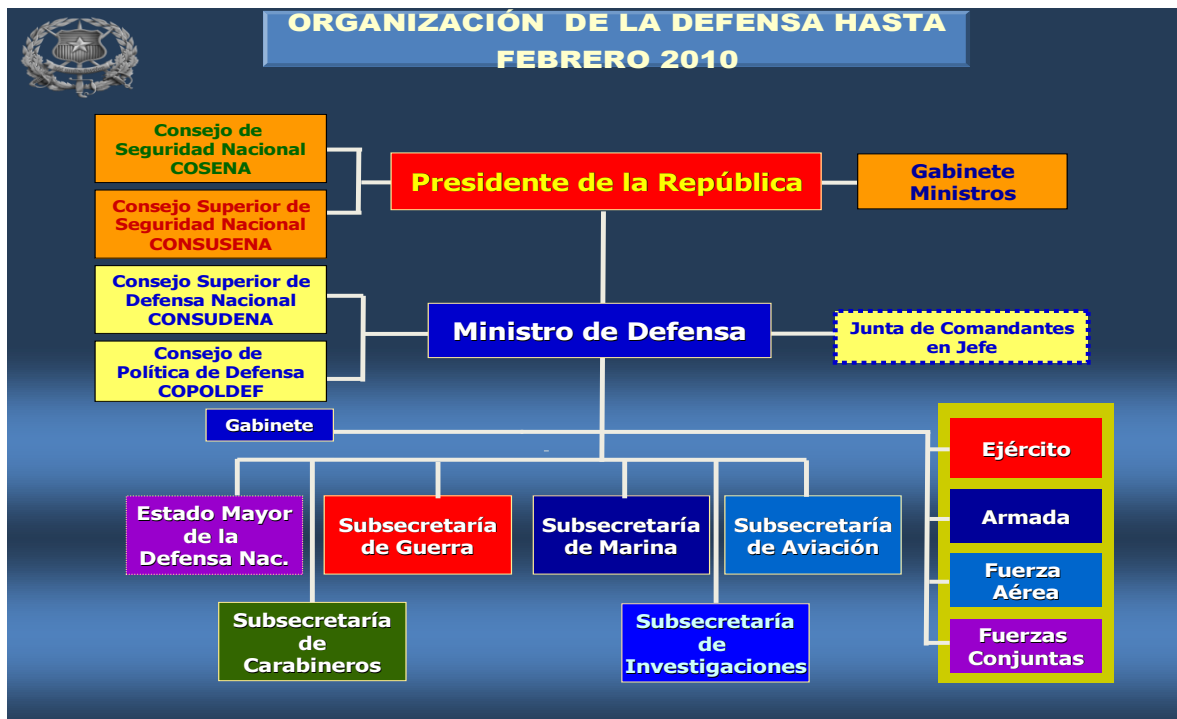 ORGANIZACIÓN DE LA DEFENSA HASTA
FEBRERO 2010
Consejo de
Seguridad Nacional
COSENA
Consejo Superior de
Seguridad Nacional
CONSUSENA
Presidente de la República
Gabinete
Ministros
Consejo Superior de
Defensa Nacional
CONSUDENA
Consejo de
Política de Defensa
COPOLDEF
Ministro de Defensa
Junta de Comandantes
en Jefe
Gabinete
Estado Mayor
de la
Defensa Nac.
Subsecretaría
de Guerra
Subsecretaría
de Marina
Subsecretaría
de Aviación
Subsecretaría
de
Carabineros
Subsecretaría
de
Investigaciones
Ejército
Armada
Fuerza
Aérea
Fuerzas
Conjuntas